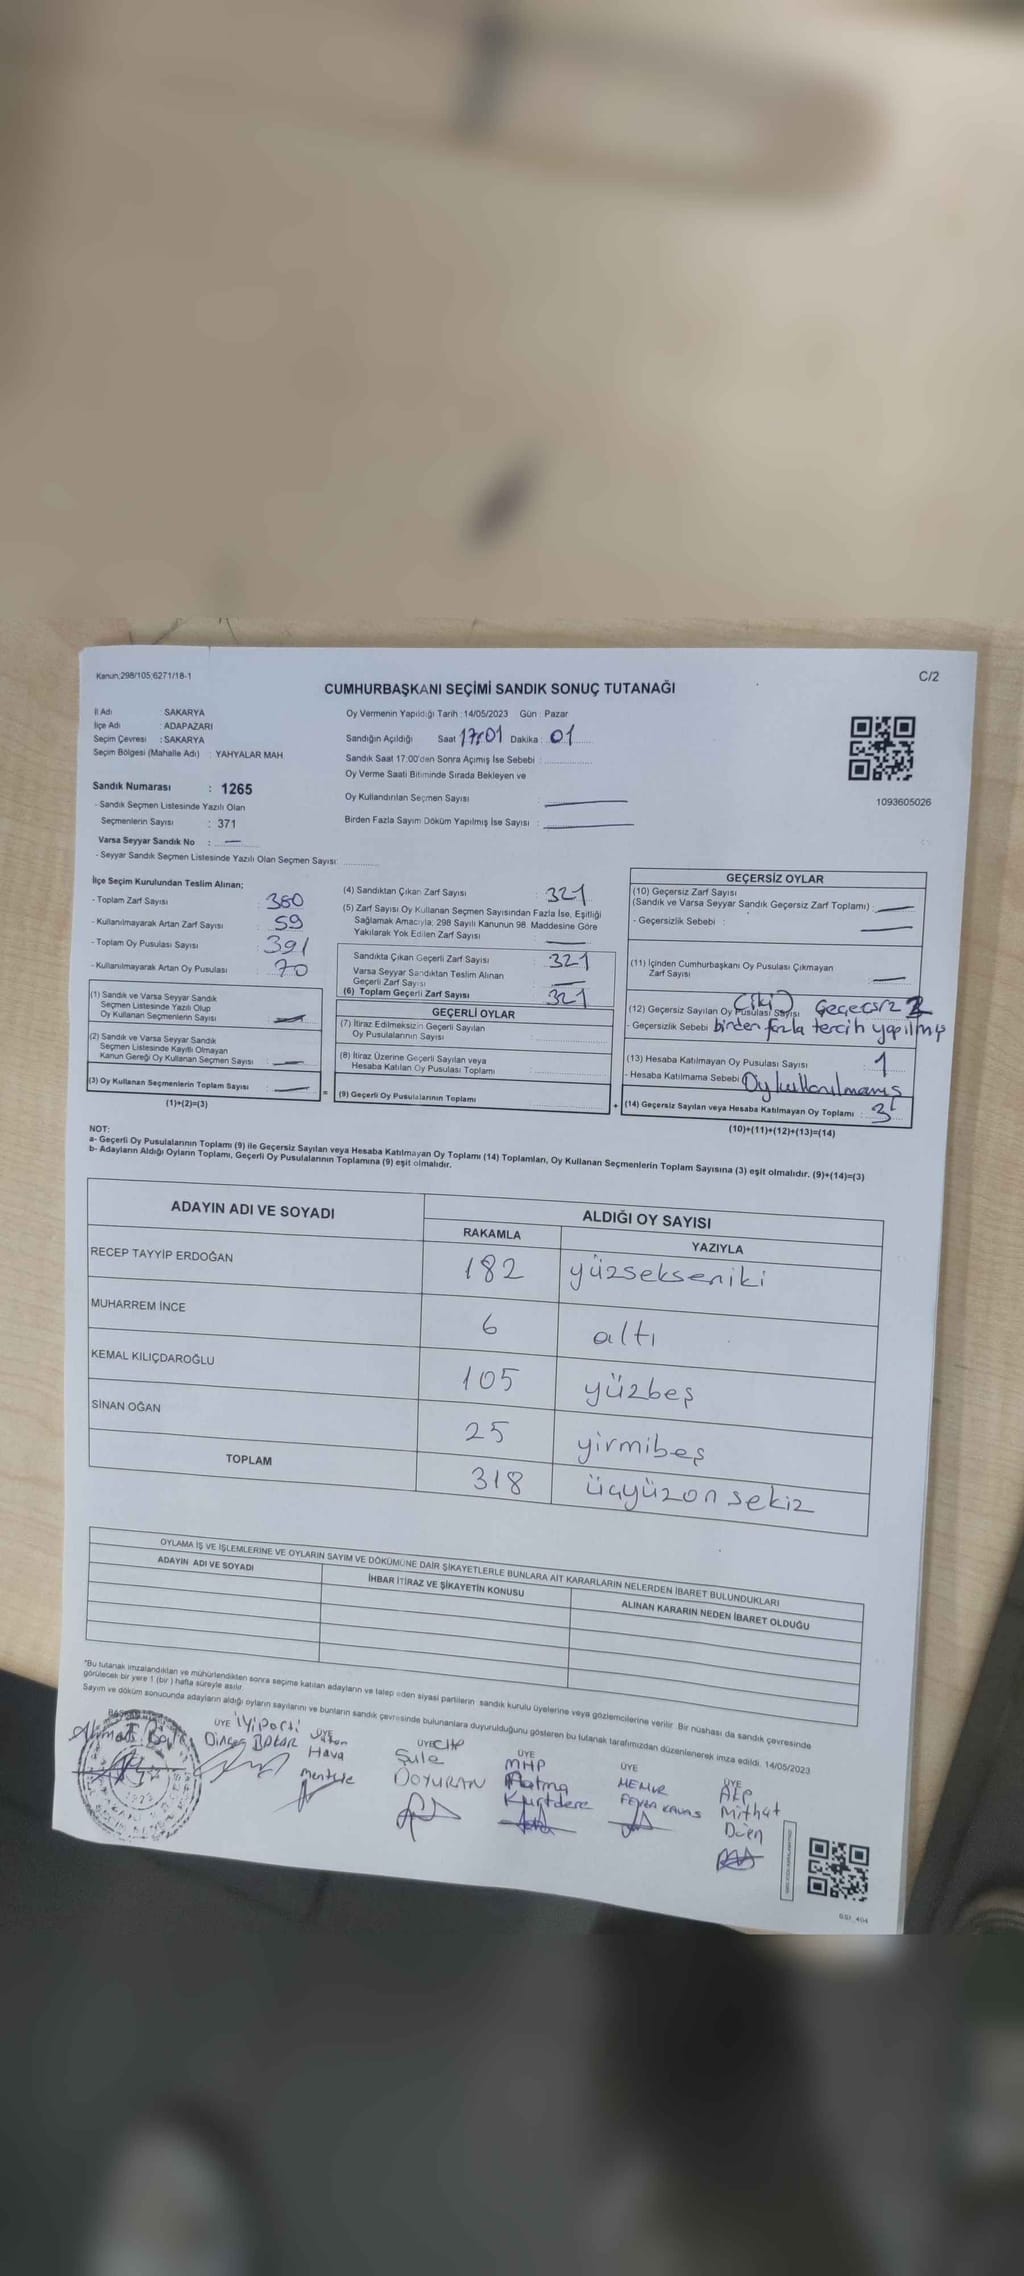 Kanun;298/105;6271/18-1
C/2
CUMHURBAŞKANI SEÇİMİ SANDIK SONUÇ TUTANAĞI
İl Adı : SAKARYA
İlçe Adı : ADAPAZARI
Seçim Çevresi : SAKARYA
Seçim Bölgesi (Mahalle Adı) : YAHYALAR MAH
Oy Vermenin Yapıldığı Tarih : 14/05/2023 Gün : Pazar
Sandığın Açıldığı Saat 17:01 Dakika : 01
Sandık Saat 17:00'den Sonra Açılmış İse Sebebi :
Oy Verme Saati Bitiminde Sırada Bekleyen ve
Oy Kullandırılan Seçmen Sayısı :
Birden Fazla Sayım Döküm Yapılmış İse Sayısı :
1093605026
Sandık Numarası : 1265
- Sandık Seçmen Listesinde Yazılı Olan
Seçmenlerin Sayısı : 371
Varsa Seyyar Sandık No : —
- Seyyar Sandık Seçmen Listesinde Yazılı Olan Seçmen Sayısı:
İlçe Seçim Kurulundan Teslim Alınan;
- Toplam Zarf Sayısı : 380
- Kullanılmayarak Artan Zarf Sayısı : 59
- Toplam Oy Pusulası Sayısı : 391
- Kullanılmayarak Artan Oy Pusulası : 70
(1) Sandık ve Varsa Seyyar Sandık
Seçmen Listesinde Yazılı Olup
Oy Kullanan Seçmenlerin Sayısı : —
(2) Sandık ve Varsa Seyyar Sandık
Seçmen Listesinde Kayıtlı Olmayan
Kanun Gereği Oy Kullanan Seçmen Sayısı : —
(3) Oy Kullanan Seçmenlerin Toplam Sayısı : —
(1)+(2)=(3)
(4) Sandıktan Çıkan Zarf Sayısı : 321
(5) Zarf Sayısı Oy Kullanan Seçmen Sayısından Fazla İse, Eşitliği
Sağlamak Amacıyla; 298 Sayılı Kanunun 98. Maddesine Göre
Yakılarak Yok Edilen Zarf Sayısı : —
Sandıkta Çıkan Geçerli Zarf Sayısı : 321
Varsa Seyyar Sandıktan Teslim Alınan
Geçerli Zarf Sayısı : —
(6) Toplam Geçerli Zarf Sayısı : 321
GEÇERLİ OYLAR
(7) İtiraz Edilmeksizin Geçerli Sayılan
Oy Pusulalarının Sayısı :
(8) İtiraz Üzerine Geçerli Sayılan veya
Hesaba Katılan Oy Pusulası Toplamı :
= (9) Geçerli Oy Pusulalarının Toplamı :
GEÇERSİZ OYLAR
(10) Geçersiz Zarf Sayısı
(Sandık ve Varsa Seyyar Sandık Geçersiz Zarf Toplamı) : —
- Geçersizlik Sebebi : —
(11) İçinden Cumhurbaşkanı Oy Pusulası Çıkmayan
Zarf Sayısı : —
(12) Geçersiz Sayılan Oy Pusulası Sayısı (iki) Geçersiz 2
- Geçersizlik Sebebi birden fazla tercih yapılmış
(13) Hesaba Katılmayan Oy Pusulası Sayısı : 1
- Hesaba Katılmama Sebebi Oy kullanılmamış
+ (14) Geçersiz Sayılan veya Hesaba Katılmayan Oy Toplamı : 3
(10)+(11)+(12)+(13)=(14)
NOT:
a- Geçerli Oy Pusulalarının Toplamı (9) ile Geçersiz Sayılan veya Hesaba Katılmayan Oy Toplamı (14) Toplamları, Oy Kullanan Seçmenlerin Toplam Sayısına (3) eşit olmalıdır. (9)+(14)=(3)
b- Adayların Aldığı Oyların Toplamı, Geçerli Oy Pusulalarının Toplamına (9) eşit olmalıdır.
ADAYIN ADI VE SOYADI
ALDIĞI OY SAYISI
RAKAMLA YAZIYLA
RECEP TAYYİP ERDOĞAN 182 yüzsekseniki
MUHARREM İNCE 6 altı
KEMAL KILIÇDAROĞLU 105 yüzbeş
SİNAN OĞAN 25 yirmibeş
TOPLAM 318 üçyüzonsekiz
OYLAMA İŞ VE İŞLEMLERİNE VE OYLARIN SAYIM VE DÖKÜMÜNE DAİR ŞİKAYETLERLE BUNLARA AİT KARARLARIN NELERDEN İBARET BULUNDUKLARI
ADAYIN ADI VE SOYADI İHBAR İTİRAZ VE ŞİKAYETİN KONUSU ALINAN KARARIN NEDEN İBARET OLDUĞU
*Bu tutanak imzalandıktan ve mühürlendikten sonra seçime katılan adayların ve talep eden siyasi partilerin sandık kurulu üyelerine veya gözlemcilerine verilir. Bir nüshası da sandık çevresinde
görülecek bir yere 1 (bir) hafta süreyle asılır.
Sayım ve döküm sonucunda adayların aldığı oyların sayılarını ve bunların sandık çevresinde bulunanlara duyurulduğunu gösteren bu tutanak tarafımızdan düzenlenerek imza edildi. 14/05/2023
ÜYE İyi Parti
ÜYE
Hava
ÜYE CHP
Şule
DOYURAN
ÜYE
MHP
Fatma
Kurtdere
ÜYE
MEMUR
ÜYE
AKP
Mithat